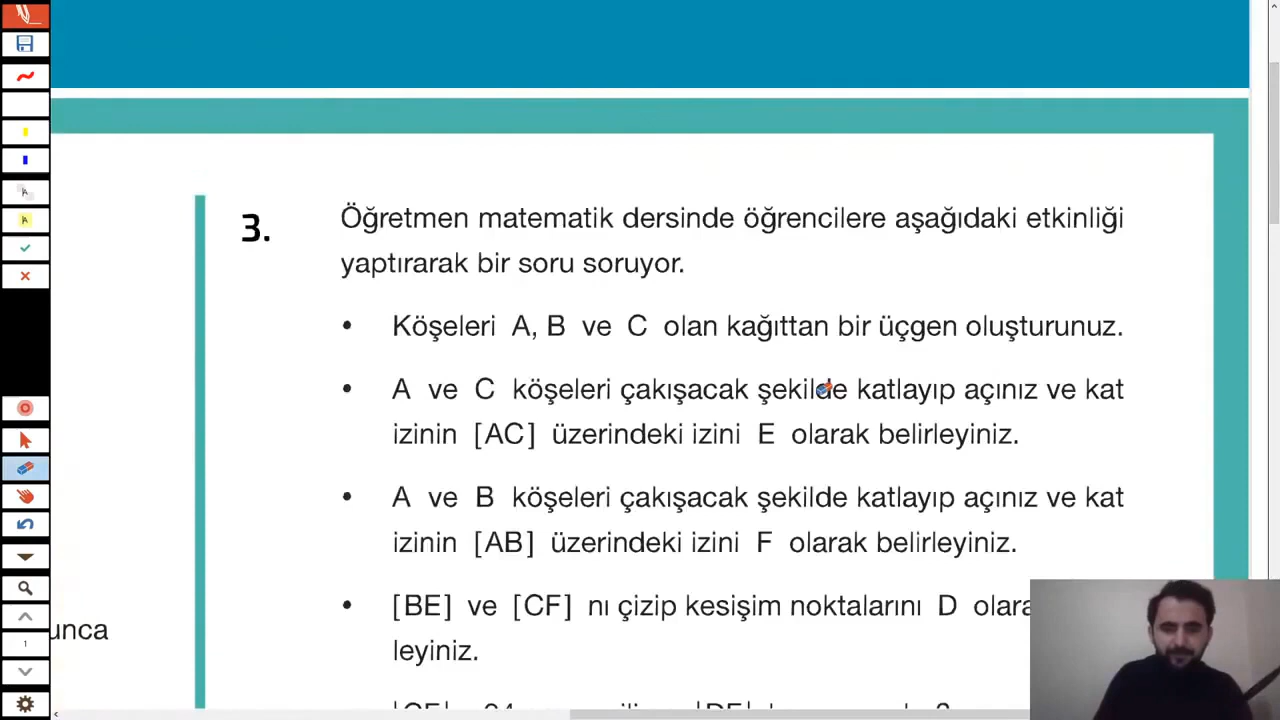 3.
Öğretmen matematik dersinde öğrencilere aşağıdaki etkinliği
yaptırarak bir soru soruyor.
• Köşeleri A, B ve C olan kağıttan bir üçgen oluşturunuz.
• A ve C köşeleri çakışacak şekilde katlayıp açınız ve kat
izinin [AC] üzerindeki izini E olarak belirleyiniz.
• A ve B köşeleri çakışacak şekilde katlayıp açınız ve kat
izinin [AB] üzerindeki izini F olarak belirleyiniz.
• [BE] ve [CF] nı çizip kesişim noktalarını D olara
leyiniz.
unca
1